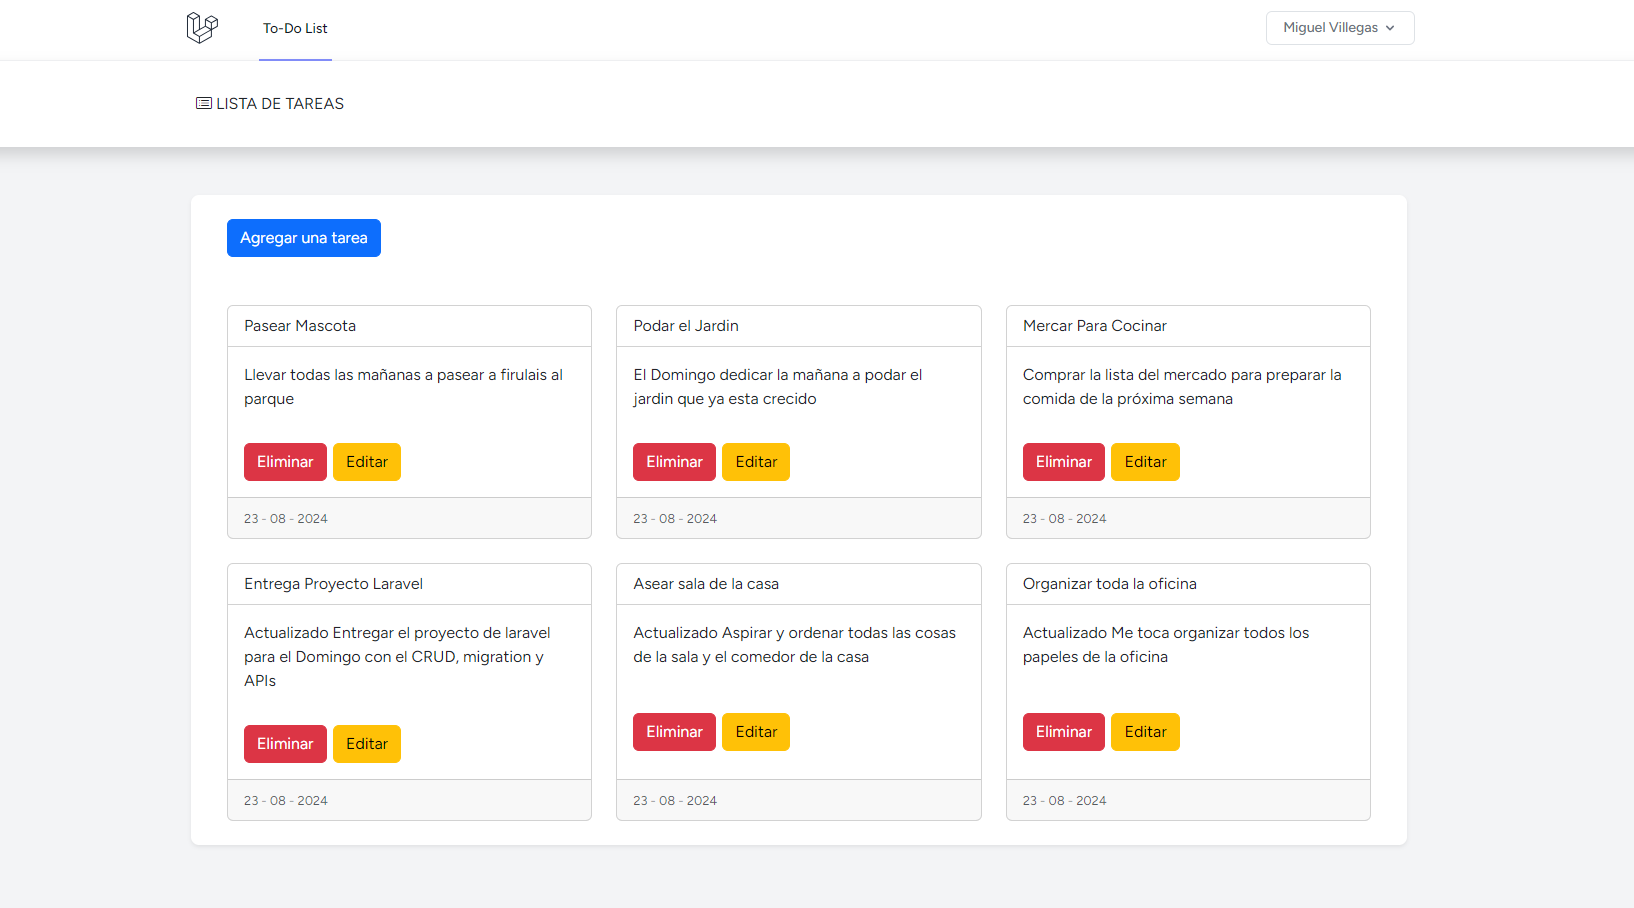 To-Do List
Miguel Villegas
LISTA DE TAREAS
Agregar una tarea
Pasear Mascota
Llevar todas las mañanas a pasear a firulais al
parque
Eliminar Editar
23 - 08 - 2024
Podar el Jardin
El Domingo dedicar la mañana a podar el
jardin que ya esta crecido
Eliminar Editar
23 - 08 - 2024
Mercar Para Cocinar
Comprar la lista del mercado para preparar la
comida de la próxima semana
Eliminar Editar
23 - 08 - 2024
Entrega Proyecto Laravel
Actualizado Entregar el proyecto de laravel
para el Domingo con el CRUD, migration y
APIs
Eliminar Editar
23 - 08 - 2024
Asear sala de la casa
Actualizado Aspirar y ordenar todas las cosas
de la sala y el comedor de la casa
Eliminar Editar
23 - 08 - 2024
Organizar toda la oficina
Actualizado Me toca organizar todos los
papeles de la oficina
Eliminar Editar
23 - 08 - 2024